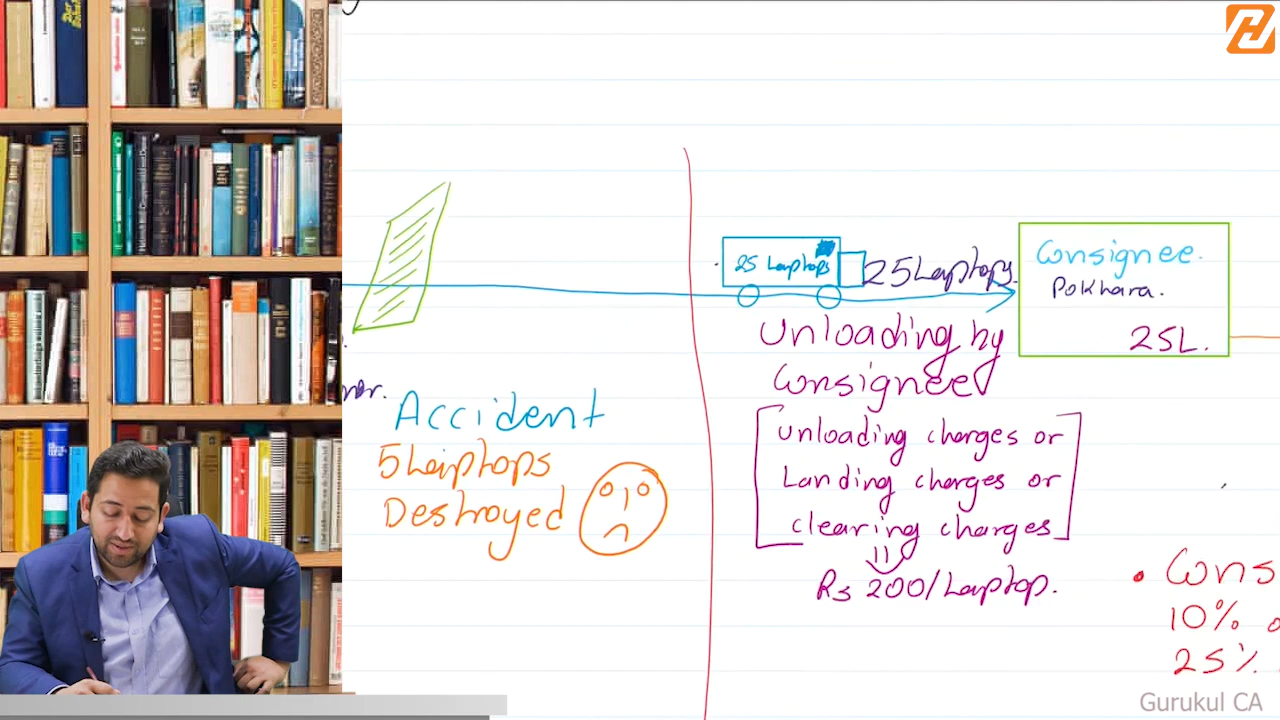 Accident
5 Laiptops
Destroyed
25 Laptops
25 Laptops.
Consignee.
Pokhara.
25L.
Unloading by
Consignee
Unloading charges or
Landing charges or
clearing charges
Rs 200/Laptop.
Cons
10%
25%
Gurukul CA